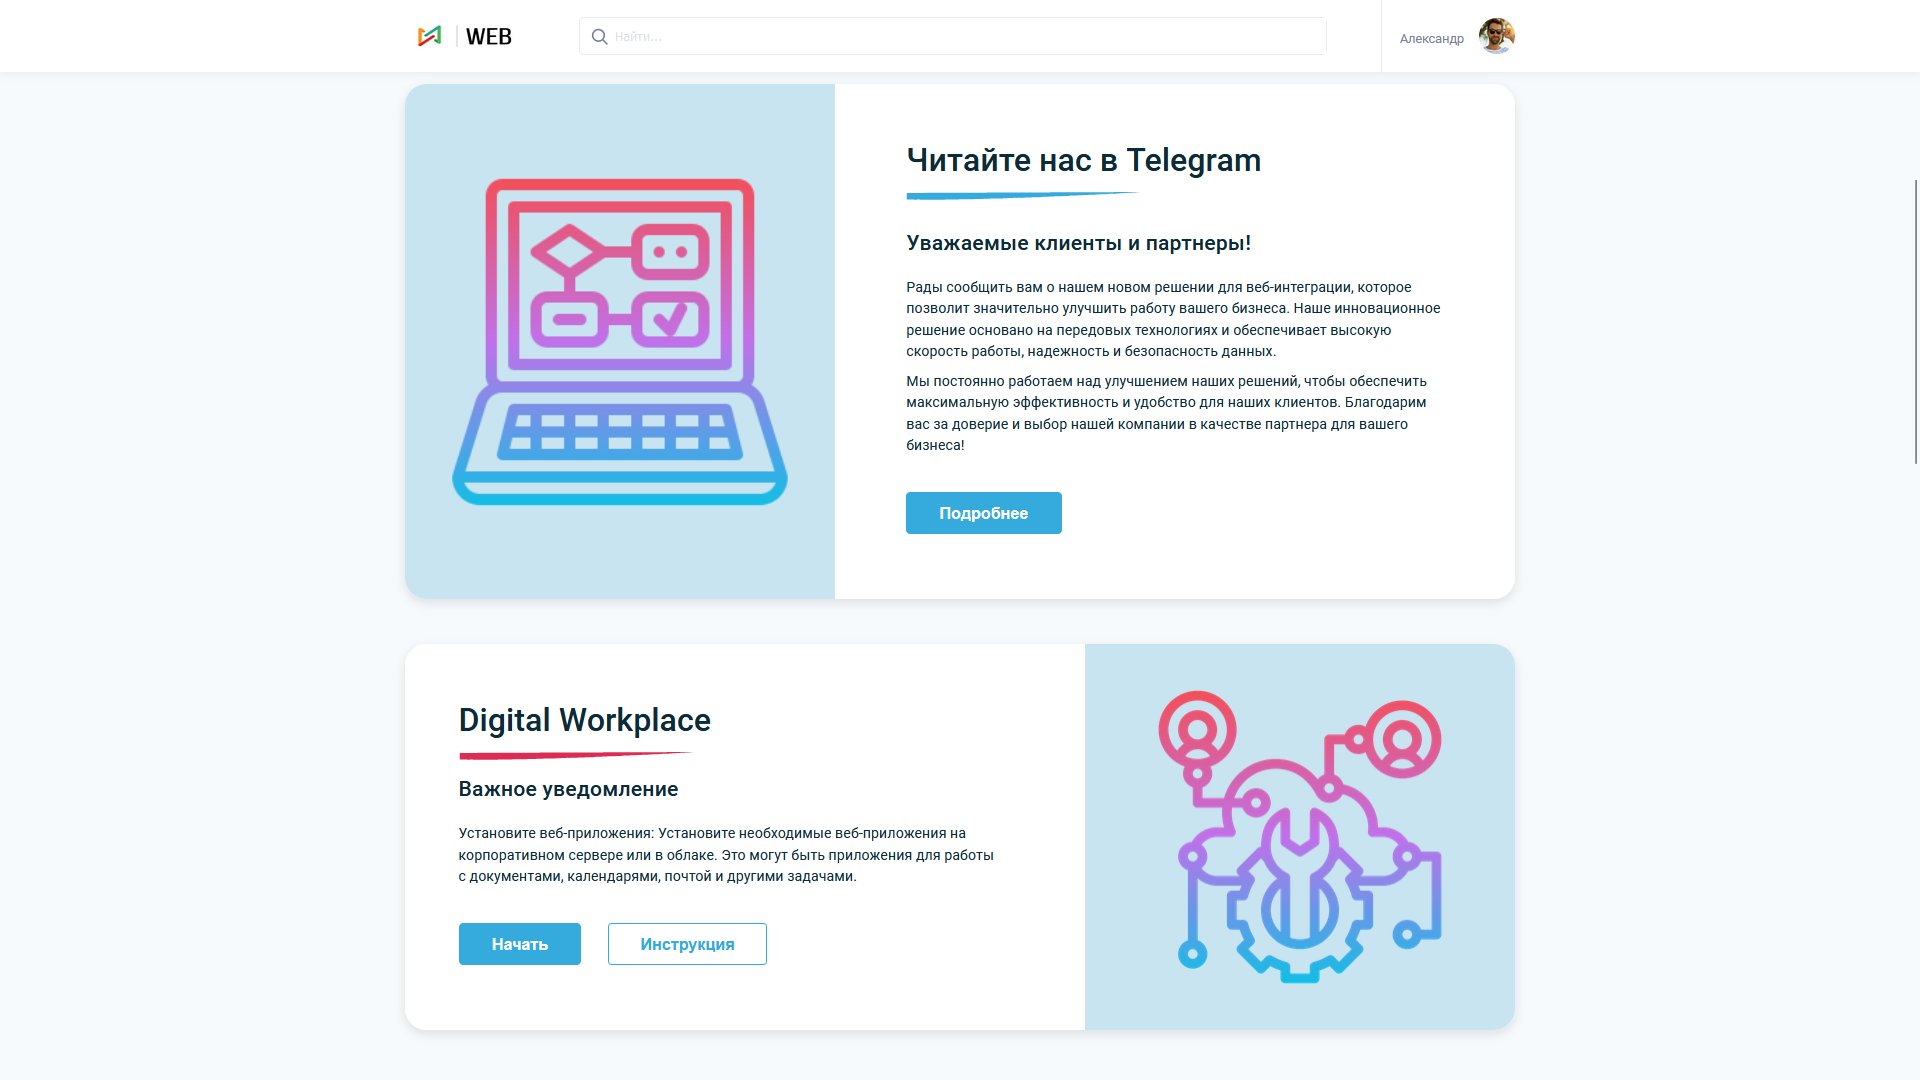 WEB
Найти...
Александр
Читайте нас в Telegram
Уважаемые клиенты и партнеры!
Рады сообщить вам о нашем новом решении для веб-интеграции, которое
позволит значительно улучшить работу вашего бизнеса. Наше инновационное
решение основано на передовых технологиях и обеспечивает высокую
скорость работы, надежность и безопасность данных.
Мы постоянно работаем над улучшением наших решений, чтобы обеспечить
максимальную эффективность и удобство для наших клиентов. Благодарим
вас за доверие и выбор нашей компании в качестве партнера для вашего
бизнеса!
Подробнее
Digital Workplace
Важное уведомление
Установите веб-приложения: Установите необходимые веб-приложения на
корпоративном сервере или в облаке. Это могут быть приложения для работы
с документами, календарями, почтой и другими задачами.
Начать
Инструкция